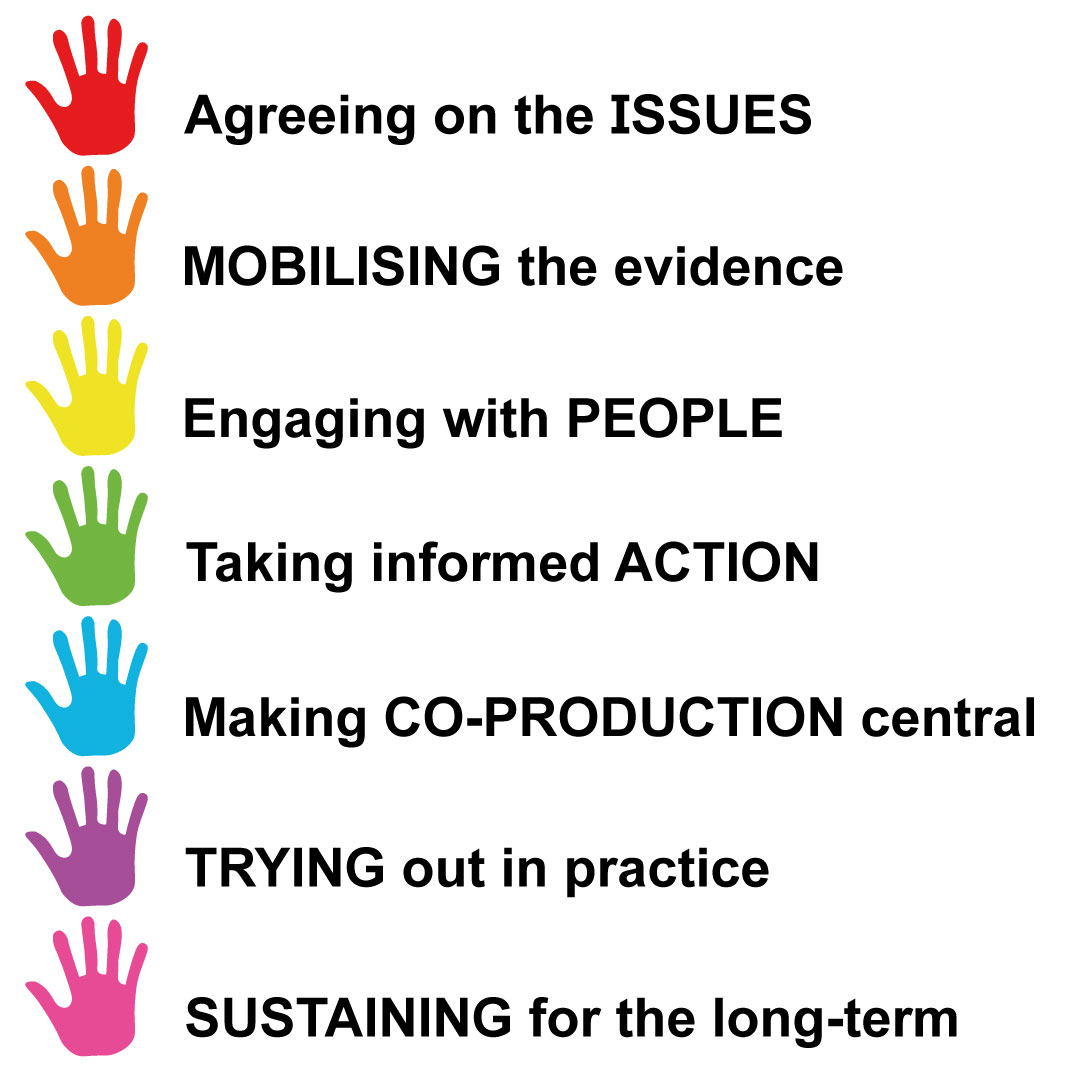 Agreeing on the ISSUES
MOBILISING the evidence
Engaging with PEOPLE
Taking informed ACTION
Making CO-PRODUCTION central
TRYING out in practice
SUSTAINING for the long-term